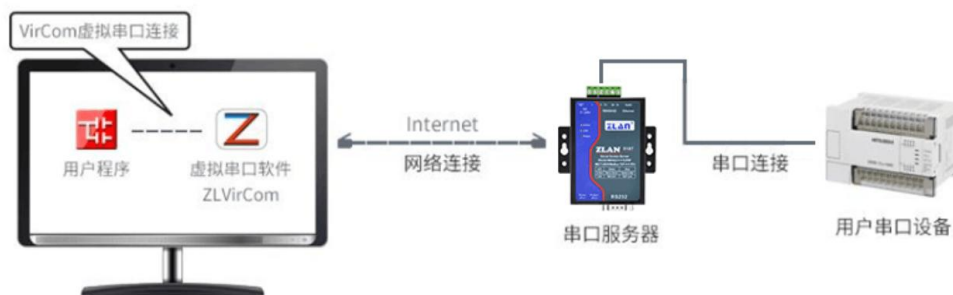 VirCom虚拟串口连接
用户程序
虚拟串口软件
ZLVirCom
Internet
网络连接
ZLAN
ZLAN
RS232
串口服务器
串口连接
用户串口设备